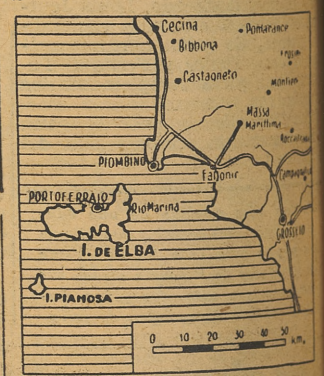 Cecina
Pomarance
Bibbona
Castagneto
Massa
Marittima
PIOMBINO
PORTOFERRAIO
Rio Marina
GROSSETO
I. DE ELBA
I. PIANOSA
0 10 20 30 40 50
km.